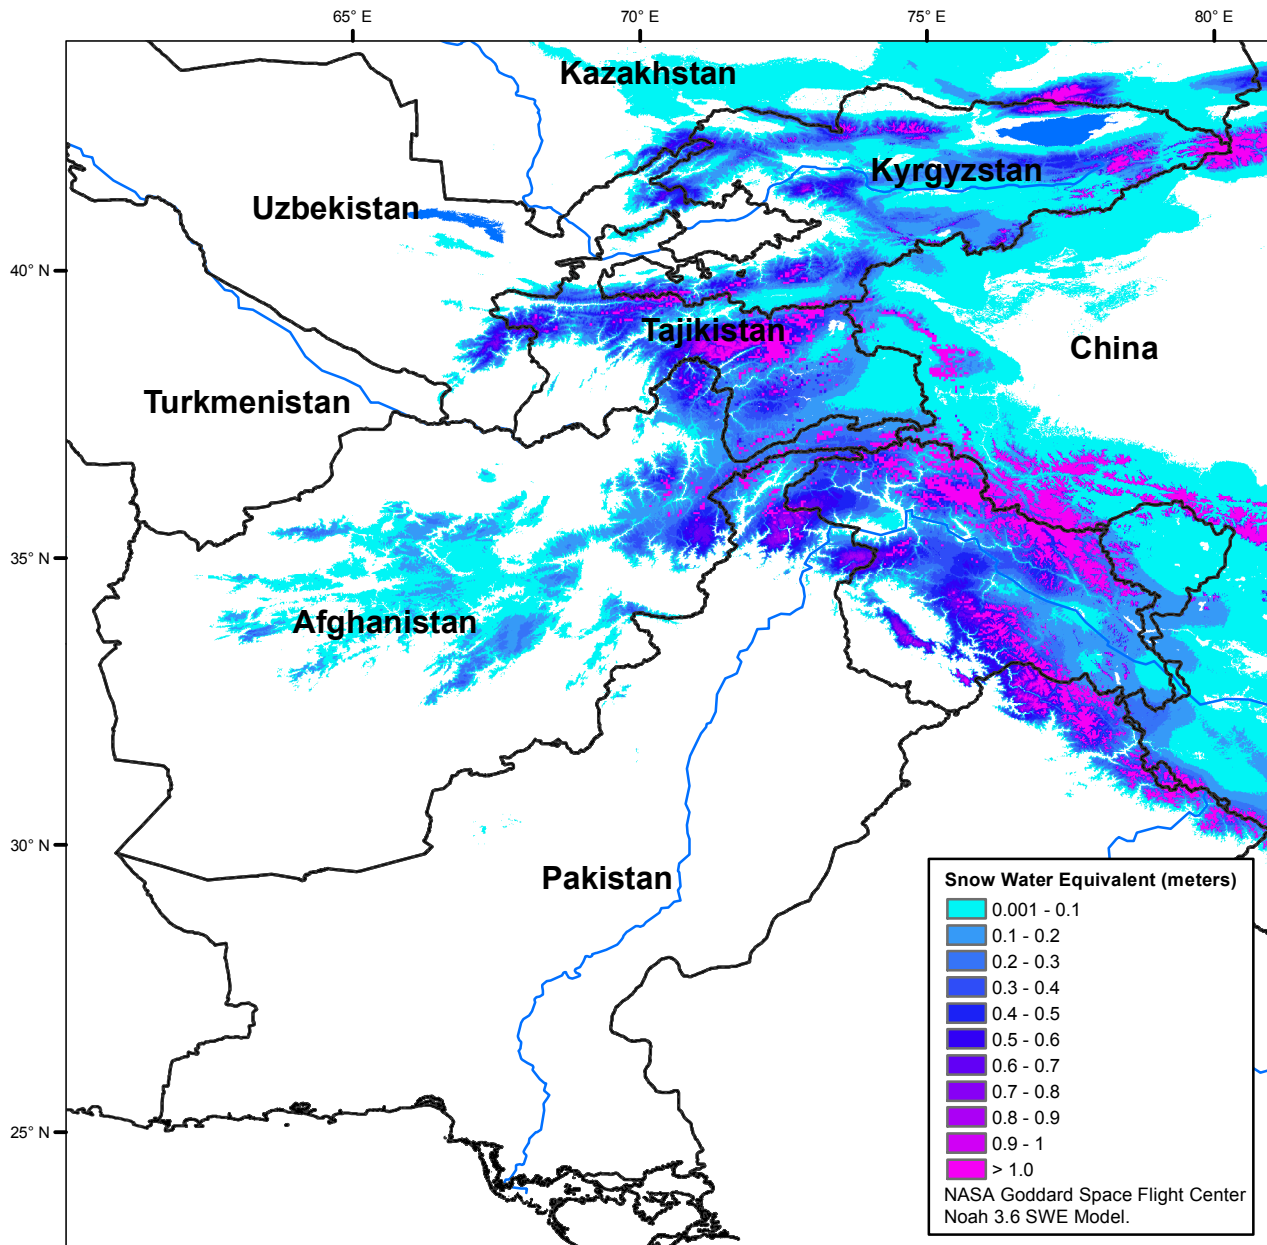 65° E 70° E 75° E 80° E
Kazakhstan
Kyrgyzstan
Uzbekistan
40° N
Tajikistan
China
Turkmenistan
35° N
Afghanistan
30° N
Pakistan
25° N
Snow Water Equivalent (meters)
0.001 - 0.1
0.1 - 0.2
0.2 - 0.3
0.3 - 0.4
0.4 - 0.5
0.5 - 0.6
0.6 - 0.7
0.7 - 0.8
0.8 - 0.9
0.9 - 1
> 1.0
NASA Goddard Space Flight Center
Noah 3.6 SWE Model.